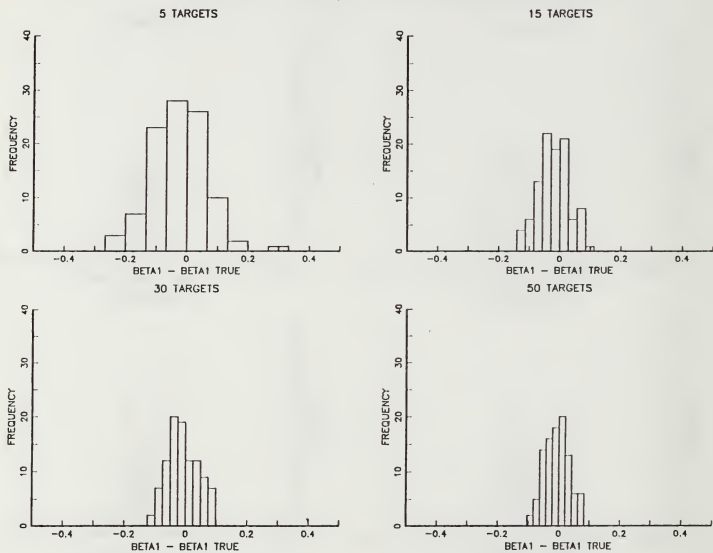 5 TARGETS
FREQUENCY
0 10 20 30 40
-0.4 -0.2 0 0.2 0.4
BETA1 - BETA1 TRUE
15 TARGETS
FREQUENCY
0 10 20 30 40
-0.4 -0.2 0 0.2 0.4
BETA1 - BETA1 TRUE
30 TARGETS
FREQUENCY
0 10 20 30 40
-0.4 -0.2 0 0.2 0.4
BETA1 - BETA1 TRUE
50 TARGETS
FREQUENCY
0 10 20 30 40
-0.4 -0.2 0 0.2 0.4
BETA1 - BETA1 TRUE